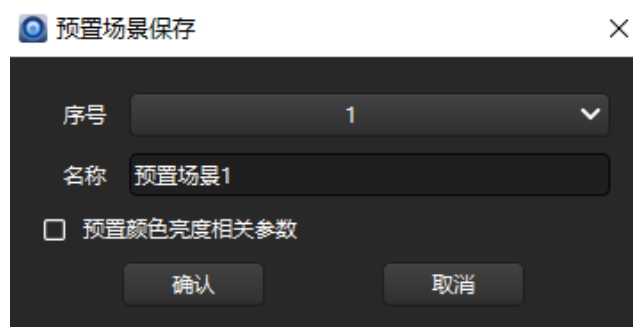 预置场景保存
序号 1
名称 预置场景1
预置颜色亮度相关参数
确认 取消